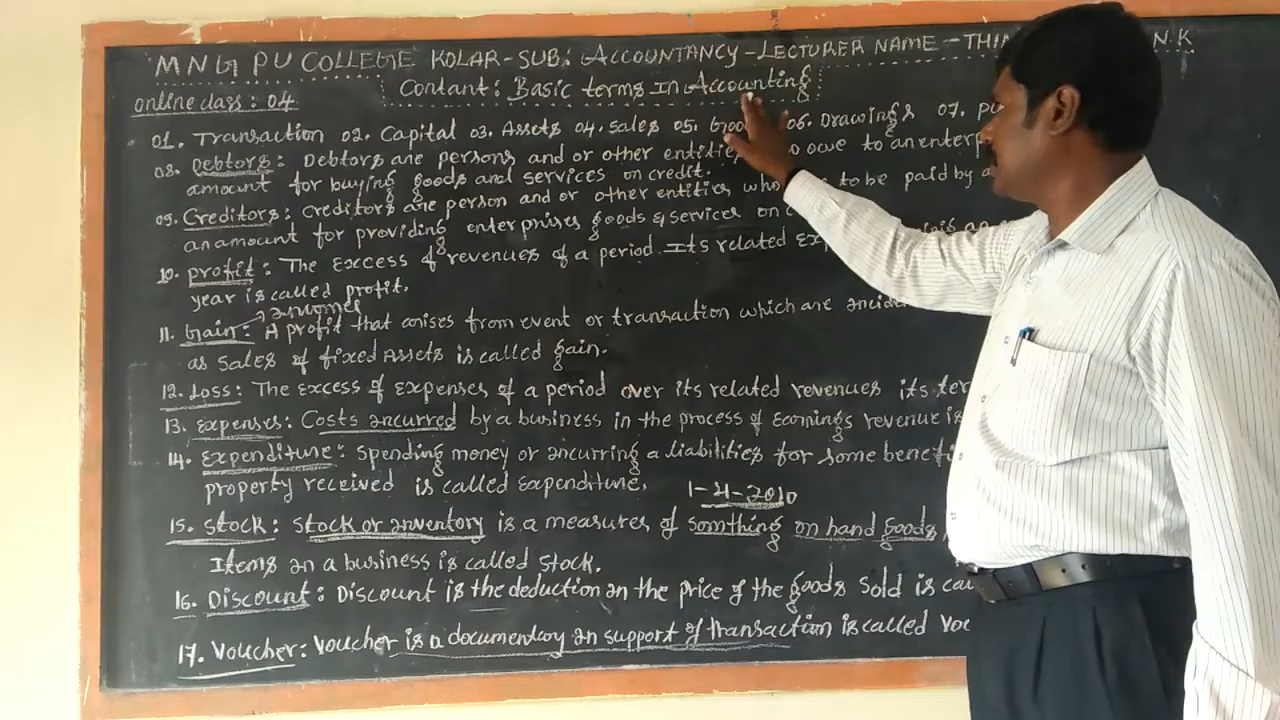 MNG PU COLLEGE KOLAR-SUB: ACCOUNTANCY-LECTURER NAME-THIM N.K
Contant: Basic terms In Accounting
online class: 04
01. Transaction 02. Capital 03. Assets 04. Sales 05. Goo 06. Drawings 07. pu
08. Debtors: Debtors are persons and or other entities o owe to an enterp
amount for buying goods and services on credit.
09. Creditors: Creditors are person and or other entities who to be paid by a
an amount for providing enterprises goods & services on c
10. profit: The Excess of revenues of a period Its related Ex
year is called profit.
incomes
11. Gain: A profit that arises from event or transaction which are incid
as sales of fixed Assets is called gain.
12. Loss: The Excess of Expenses of a period over its related revenues its ter
13. Expenses: Costs incurred by a business in the process of Earnings revenue is
14. Expenditure: Spending money or incurring a liabilities for some benefi
property received is called Expenditure. 1-4-2010
15. Stock: Stock or inventory is a measures of somthing on hand goods
Items in a business is called stock.
16. Discount: Discount is the deduction in the price of the goods sold is cal
17. Voucher: Voucher is a documentary in support of transaction is called vou